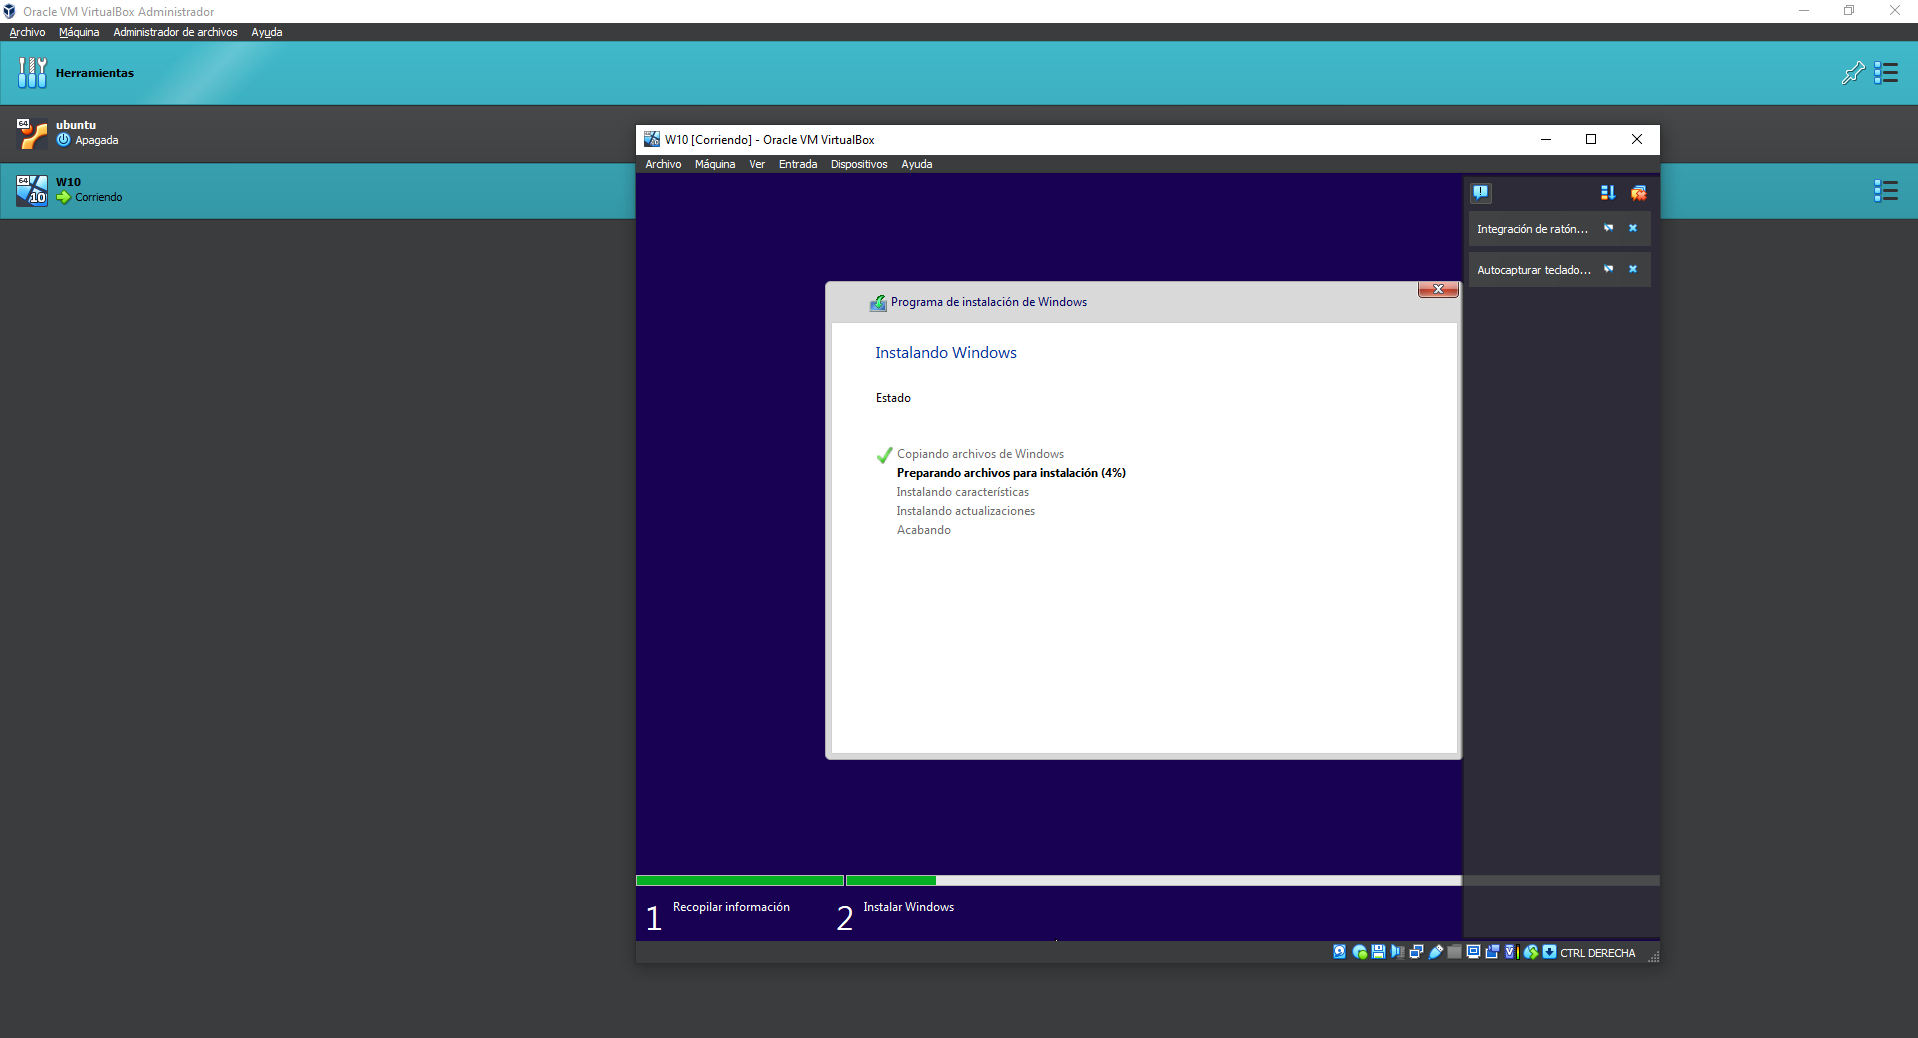 Oracle VM VirtualBox Administrador
Archivo Máquina Administrador de archivos Ayuda
Herramientas
64
ubuntu
Apagada
64
10
W10
Corriendo
W10 [Corriendo] - Oracle VM VirtualBox
Archivo Máquina Ver Entrada Dispositivos Ayuda
Integración de ratón...
Autocapturar teclado...
Programa de instalación de Windows
Instalando Windows
Estado
Copiando archivos de Windows
Preparando archivos para instalación (4%)
Instalando características
Instalando actualizaciones
Acabando
1 Recopilar información
2 Instalar Windows
CTRL DERECHA